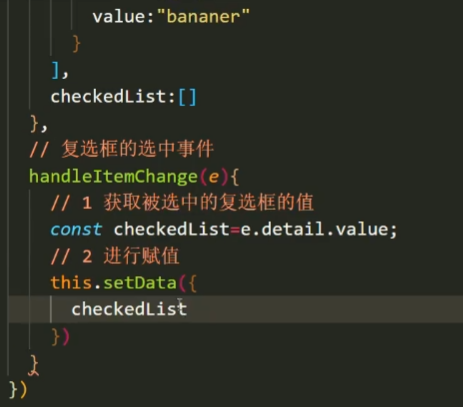 value:"bananer"
}
],
checkedList:[]
},
// 复选框的选中事件
handleItemChange(e){
// 1 获取被选中的复选框的值
const checkedList=e.detail.value;
// 2 进行赋值
this.setData({
checkedList
})
}
})